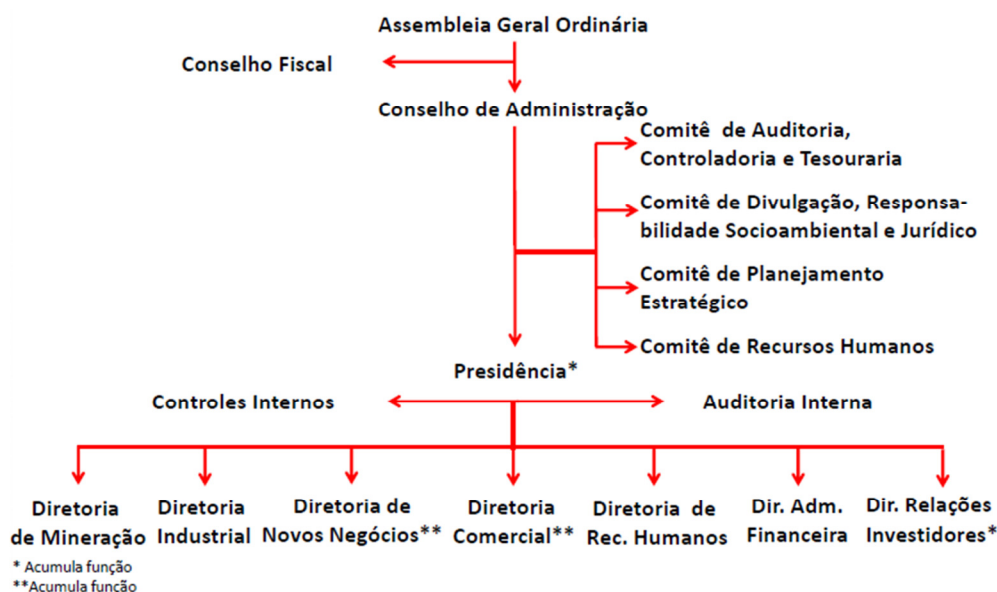 Assembleia Geral Ordinária
Conselho Fiscal
Conselho de Administração
Comitê de Auditoria,
Controladoria e Tesouraria
Comitê de Divulgação, Responsa-
bilidade Socioambiental e Jurídico
Comitê de Planejamento
Estratégico
Comitê de Recursos Humanos
Presidência*
Controles Internos
Auditoria Interna
Diretoria
de Mineração
Diretoria
Industrial
Diretoria de
Novos Negócios**
Diretoria
Comercial**
Diretoria de
Rec. Humanos
Dir. Adm.
Financeira
Dir. Relações
Investidores*
* Acumula função
**Acumula função